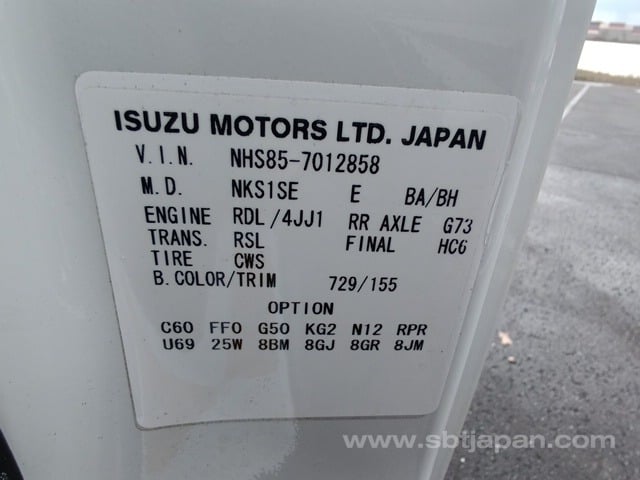 ISUZU MOTORS LTD. JAPAN
V.I.N. NHS85-7012858
M.D. NKS1SE E BA/BH
ENGINE RDL/4JJ1 RR AXLE G73
TRANS. RSL FINAL HC6
TIRE CWS
B.COLOR/TRIM 729/155
OPTION
C60 FF0 G50 KG2 N12 RPR
U69 25W 8BM 8GJ 8GR 8JM
www.sbtjapan.com